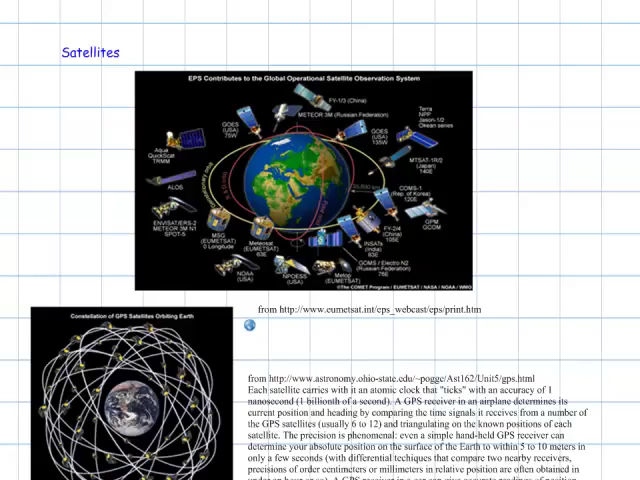 Satellites
EPS Contributes to the Global Operational Satellite Observation System
FY-1/3 (China)
METEOR 3M (Russian Federation)
GOES
(USA)
75W
GOES
(USA)
135W
Terra
NPP
Jason-1/2
Okean series
Aqua
QuickScat
TRMM
MTSAT-1R/2
(Japan)
140E
ALOS
COMS-1
(Rep. of Korea)
120E
ENVISAT/ERS-2
METEOR 3M N1
SPOT-5
GPM
GCOM
MSG
(EUMETSAT)
0 Longitude
Meteosat
(EUMETSAT)
63E
FY-2/4
(China)
105E
INSATs
(India)
83E
GOMS / Electro N2
(Russian Federation)
76E
NOAA
(USA)
NPOESS
(USA)
Metop
(EUMETSAT)
©The COMET Program / EUMETSAT / NASA / NOAA / WMO
from http://www.eumetsat.int/eps_webcast/eps/print.htm
Constellation of GPS Satellites Orbiting Earth
from http://www.astronomy.ohio-state.edu/~pogge/Ast162/Unit5/gps.html
Each satellite carries with it an atomic clock that "ticks" with an accuracy of 1
nanosecond (1 billionth of a second). A GPS receiver in an airplane determines its
current position and heading by comparing the time signals it receives from a number of
the GPS satellites (usually 6 to 12) and triangulating on the known positions of each
satellite. The precision is phenomenal: even a simple hand-held GPS receiver can
determine your absolute position on the surface of the Earth to within 5 to 10 meters in
only a few seconds (with differential techiques that compare two nearby receivers,
precisions of order centimeters or millimeters in relative position are often obtained in